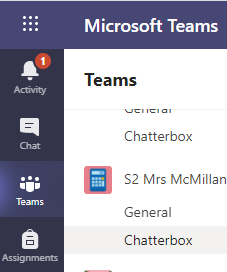 Microsoft Teams
1
Activity
Chat
Teams
Assignments
Teams
General
Chatterbox
S2 Mrs McMillan
General
Chatterbox